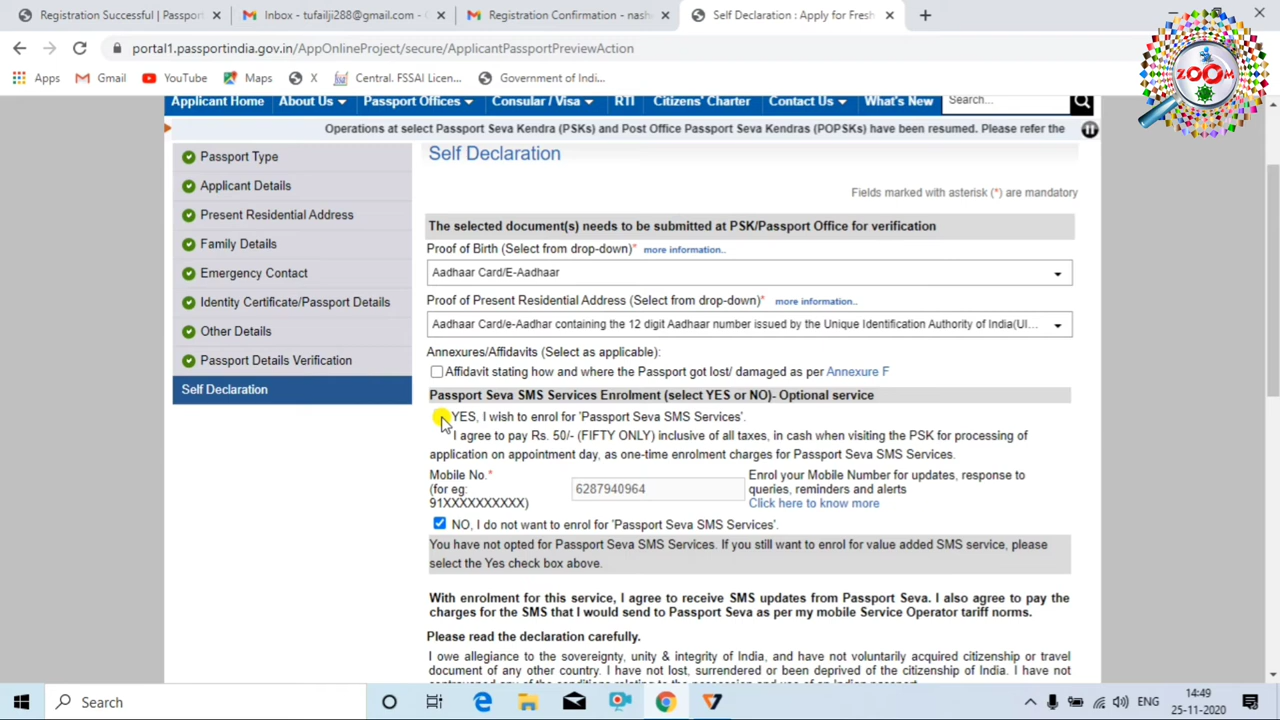 Registration Successful | Passport
Inbox - tufailji288@gmail.com -
Registration Confirmation - nashe
Self Declaration : Apply for Fresh
portal1.passportindia.gov.in/AppOnlineProject/secure/ApplicantPassportPreviewAction
ZOOM
Apps
Gmail
YouTube
Maps
X
Central. FSSAI Licen...
Government of Indi...
Applicant Home
About Us
Passport Offices
Consular / Visa
RTI
Citizens' Charter
Contact Us
What's New
Search...
Operations at select Passport Seva Kendra (PSKs) and Post Office Passport Seva Kendras (POPSKs) have been resumed. Please refer the
Passport Type
Applicant Details
Present Residential Address
Family Details
Emergency Contact
Identity Certificate/Passport Details
Other Details
Passport Details Verification
Self Declaration
Self Declaration
Fields marked with asterisk (*) are mandatory
The selected document(s) needs to be submitted at PSK/Passport Office for verification
Proof of Birth (Select from drop-down)* more information..
Aadhaar Card/E-Aadhaar
Proof of Present Residential Address (Select from drop-down)* more information..
Aadhaar Card/e-Aadhar containing the 12 digit Aadhaar number issued by the Unique Identification Authority of India(UI...
Annexures/Affidavits (Select as applicable):
Affidavit stating how and where the Passport got lost/ damaged as per Annexure F
Passport Seva SMS Services Enrolment (select YES or NO)- Optional service
YES, I wish to enrol for 'Passport Seva SMS Services'.
I agree to pay Rs. 50/- (FIFTY ONLY) inclusive of all taxes, in cash when visiting the PSK for processing of
application on appointment day, as one-time enrolment charges for Passport Seva SMS Services.
Mobile No.*
(for eg:
91XXXXXXXXXX)
6287940964
Enrol your Mobile Number for updates, response to
queries, reminders and alerts
Click here to know more
NO, I do not want to enrol for 'Passport Seva SMS Services'.
You have not opted for Passport Seva SMS Services. If you still want to enrol for value added SMS service, please
select the Yes check box above.
With enrolment for this service, I agree to receive SMS updates from Passport Seva. I also agree to pay the
charges for the SMS that I would send to Passport Seva as per my mobile Service Operator tariff norms.
Please read the declaration carefully.
I owe allegiance to the sovereignty, unity & integrity of India, and have not voluntarily acquired citizenship or travel
document of any other country. I have not lost, surrendered or been deprived of the citizenship of India. I have not
Search
ENG
14:49
25-11-2020